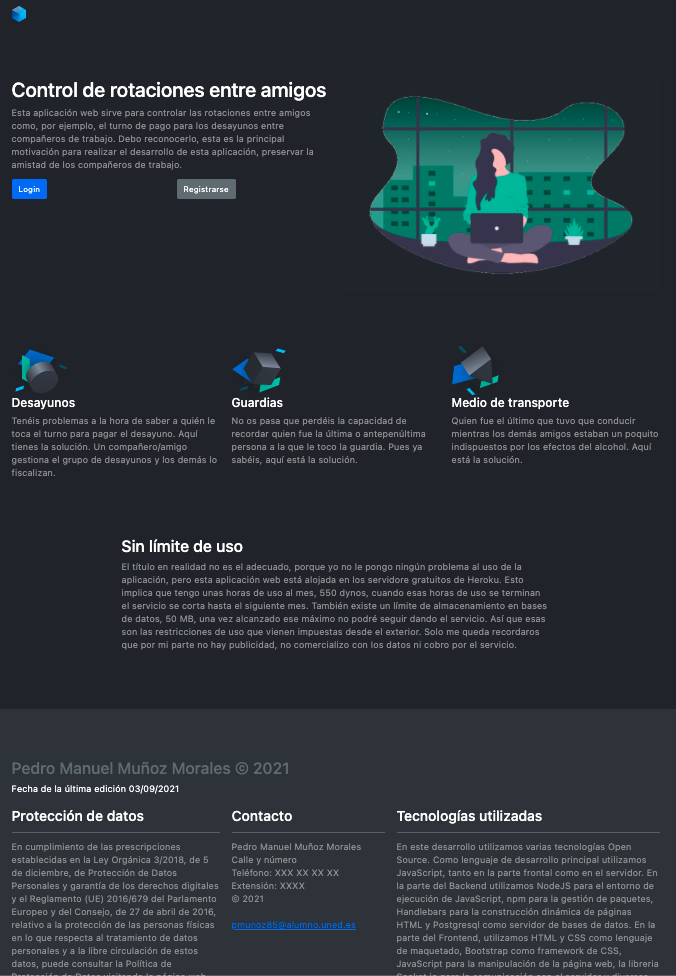 Control de rotaciones entre amigos
Esta aplicación web sirve para controlar las rotaciones entre amigos
como, por ejemplo, el turno de pago para los desayunos entre
compañeros de trabajo. Debo reconocerlo, esta es la principal
motivación para realizar el desarrollo de esta aplicación, preservar la
amistad de los compañeros de trabajo.
Login
Registrarse
Desayunos
Tenéis problemas a la hora de saber a quién le
toca el turno para pagar el desayuno. Aquí
tienes la solución. Un compañero/amigo
gestiona el grupo de desayunos y los demás lo
fiscalizan.
Guardias
No os pasa que perdéis la capacidad de
recordar quien fue la última o antepenúltima
persona a la que le toco la guardia. Pues ya
sabéis, aquí está la solución.
Medio de transporte
Quien fue el último que tuvo que conducir
mientras los demás amigos estaban un poquito
indispuestos por los efectos del alcohol. Aquí
está la solución.
Sin límite de uso
El título en realidad no es el adecuado, porque yo no le pongo ningún problema al uso de la
aplicación, pero esta aplicación web está alojada en los servidore gratuitos de Heroku. Esto
implica que tengo unas horas de uso al mes, 550 dynos, cuando esas horas de uso se terminan
el servicio se corta hasta el siguiente mes. También existe un límite de almacenamiento en bases
de datos, 50 MB, una vez alcanzado ese máximo no podré seguir dando el servicio. Así que esas
son las restricciones de uso que vienen impuestas desde el exterior. Solo me queda recordaros
que por mi parte no hay publicidad, no comercializo con los datos ni cobro por el servicio.
Pedro Manuel Muñoz Morales © 2021
Fecha de la última edición 03/09/2021
Protección de datos
En cumplimiento de las prescripciones
establecidas en la Ley Orgánica 3/2018, de 5
de diciembre, de Protección de Datos
Personales y garantía de los derechos digitales
y el Reglamento (UE) 2016/679 del Parlamento
Europeo y del Consejo, de 27 de abril de 2016,
relativo a la protección de las personas físicas
en lo que respecta al tratamiento de datos
personales y a la libre circulación de estos
datos, puede consultar la Política de
Protección de Datos visitando la página web
Contacto
Pedro Manuel Muñoz Morales
Calle y número
Teléfono: XXX XX XX XX
Extensión: XXXX
© 2021
pmunoz85@alumno.uned.es
Tecnologías utilizadas
En este desarrollo utilizamos varias tecnologías Open
Source. Como lenguaje de desarrollo principal utilizamos
JavaScript, tanto en la parte frontal como en el servidor. En
la parte del Backend utilizamos NodeJS para el entorno de
ejecución de JavaScript, npm para la gestión de paquetes,
Handlebars para la construcción dinámica de páginas
HTML y Postgresql como servidor de bases de datos. En la
parte del Frontend, utilizamos HTML y CSS como lenguaje
de maquetado, Bootstrap como framework de CSS,
JavaScript para la manipulación de la página web, la libreria
Socket.io para la comunicación con el servidor y diversos